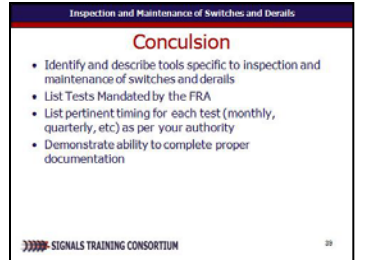 Inspection and Maintenance of Switches and Derails
Conculsion
• Identify and describe tools specific to inspection and
maintenance of switches and derails
• List Tests Mandated by the FRA
• List pertinent timing for each test (monthly,
quarterly, etc) as per your authority
• Demonstrate ability to complete proper
documentation
SIGNALS TRAINING CONSORTIUM